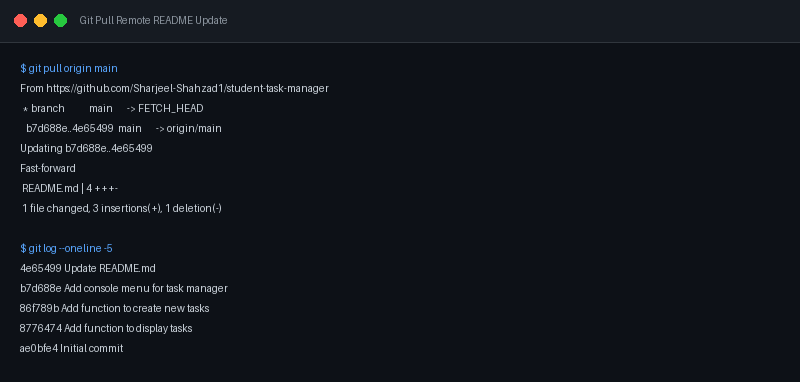 Git Pull Remote README Update
$ git pull origin main
From https://github.com/Sharjeel-Shahzad1/student-task-manager
* branch main -> FETCH_HEAD
b7d688e..4e65499 main -> origin/main
Updating b7d688e..4e65499
Fast-forward
README.md | 4 +++-
1 file changed, 3 insertions(+), 1 deletion(-)
$ git log --oneline -5
4e65499 Update README.md
b7d688e Add console menu for task manager
86f789b Add function to create new tasks
8776474 Add function to display tasks
ae0bfe4 Initial commit